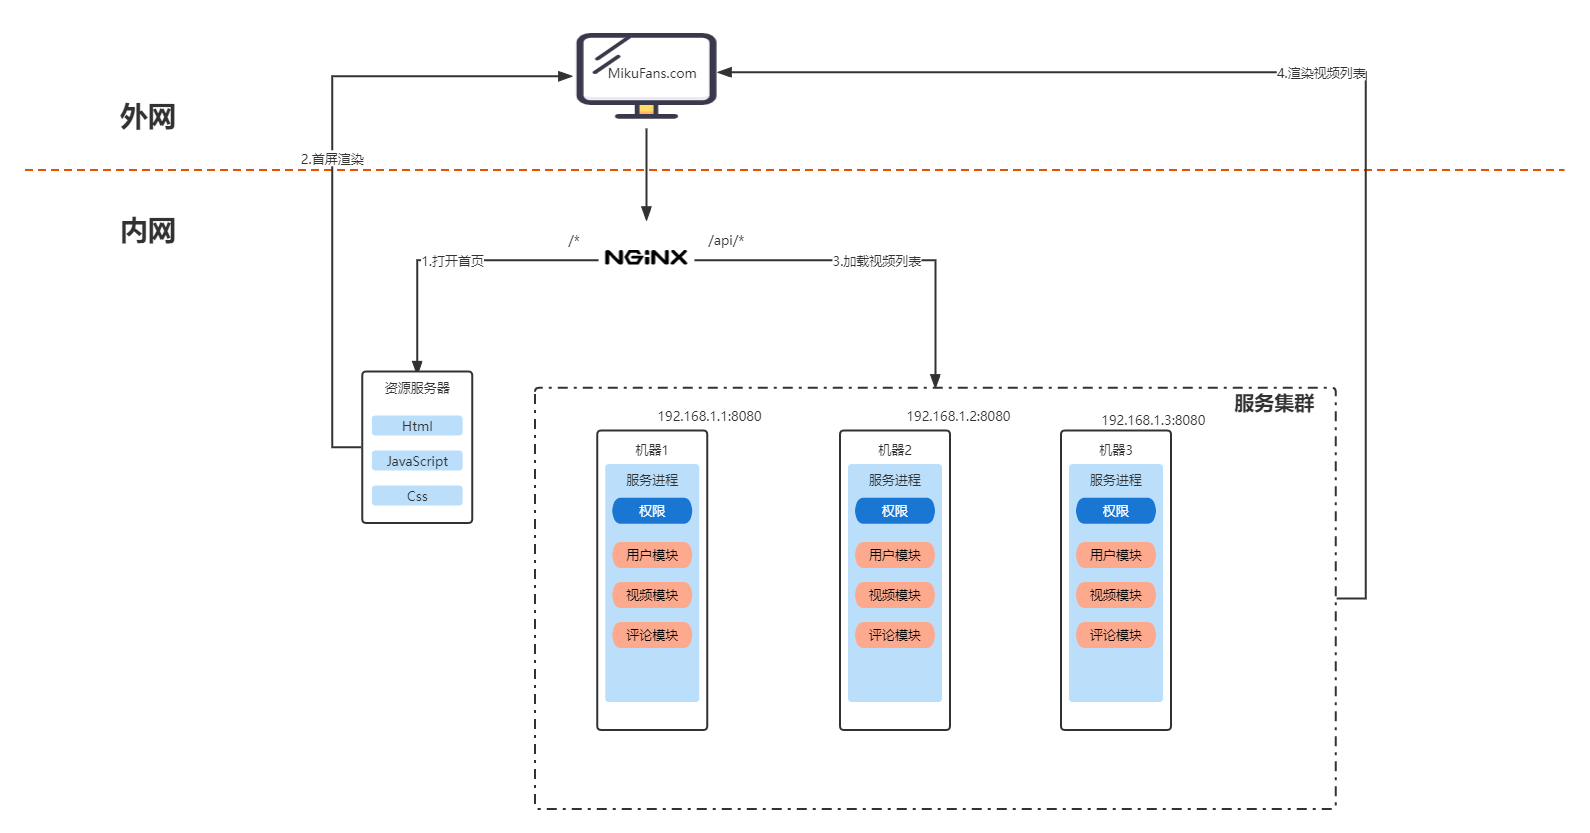 MikuFans.com
4.渲染视频列表
外网
2.首屏渲染
内网
/*
NGINX
/api/*
1.打开首页
3.加载视频列表
资源服务器
Html
JavaScript
Css
服务集群
192.168.1.1:8080
机器1
服务进程
权限
用户模块
视频模块
评论模块
192.168.1.2:8080
机器2
服务进程
权限
用户模块
视频模块
评论模块
192.168.1.3:8080
机器3
服务进程
权限
用户模块
视频模块
评论模块